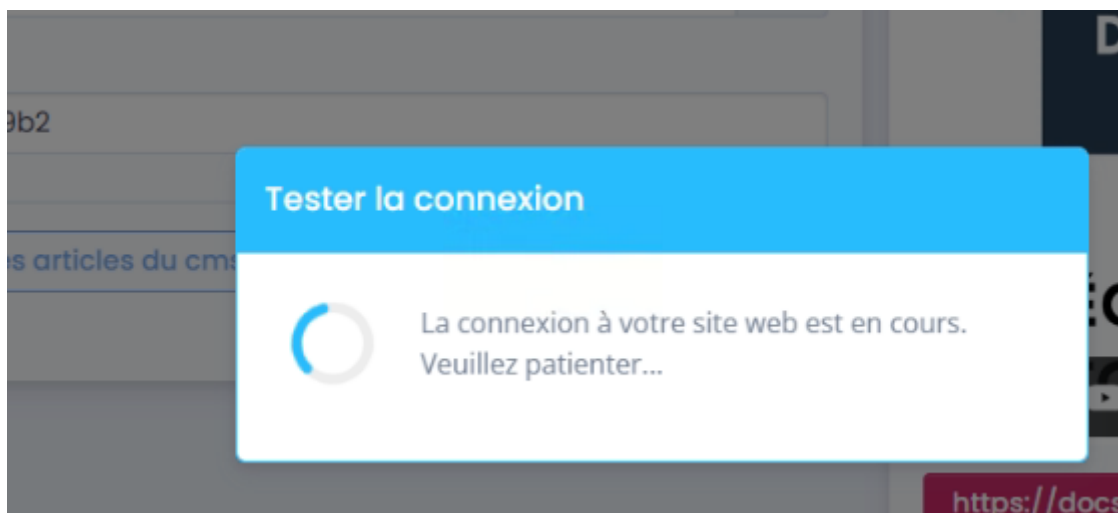 D
9b2
Tester la connexion
s articles du cms
La connexion à votre site web est en cours.
Veuillez patienter...
https://docs